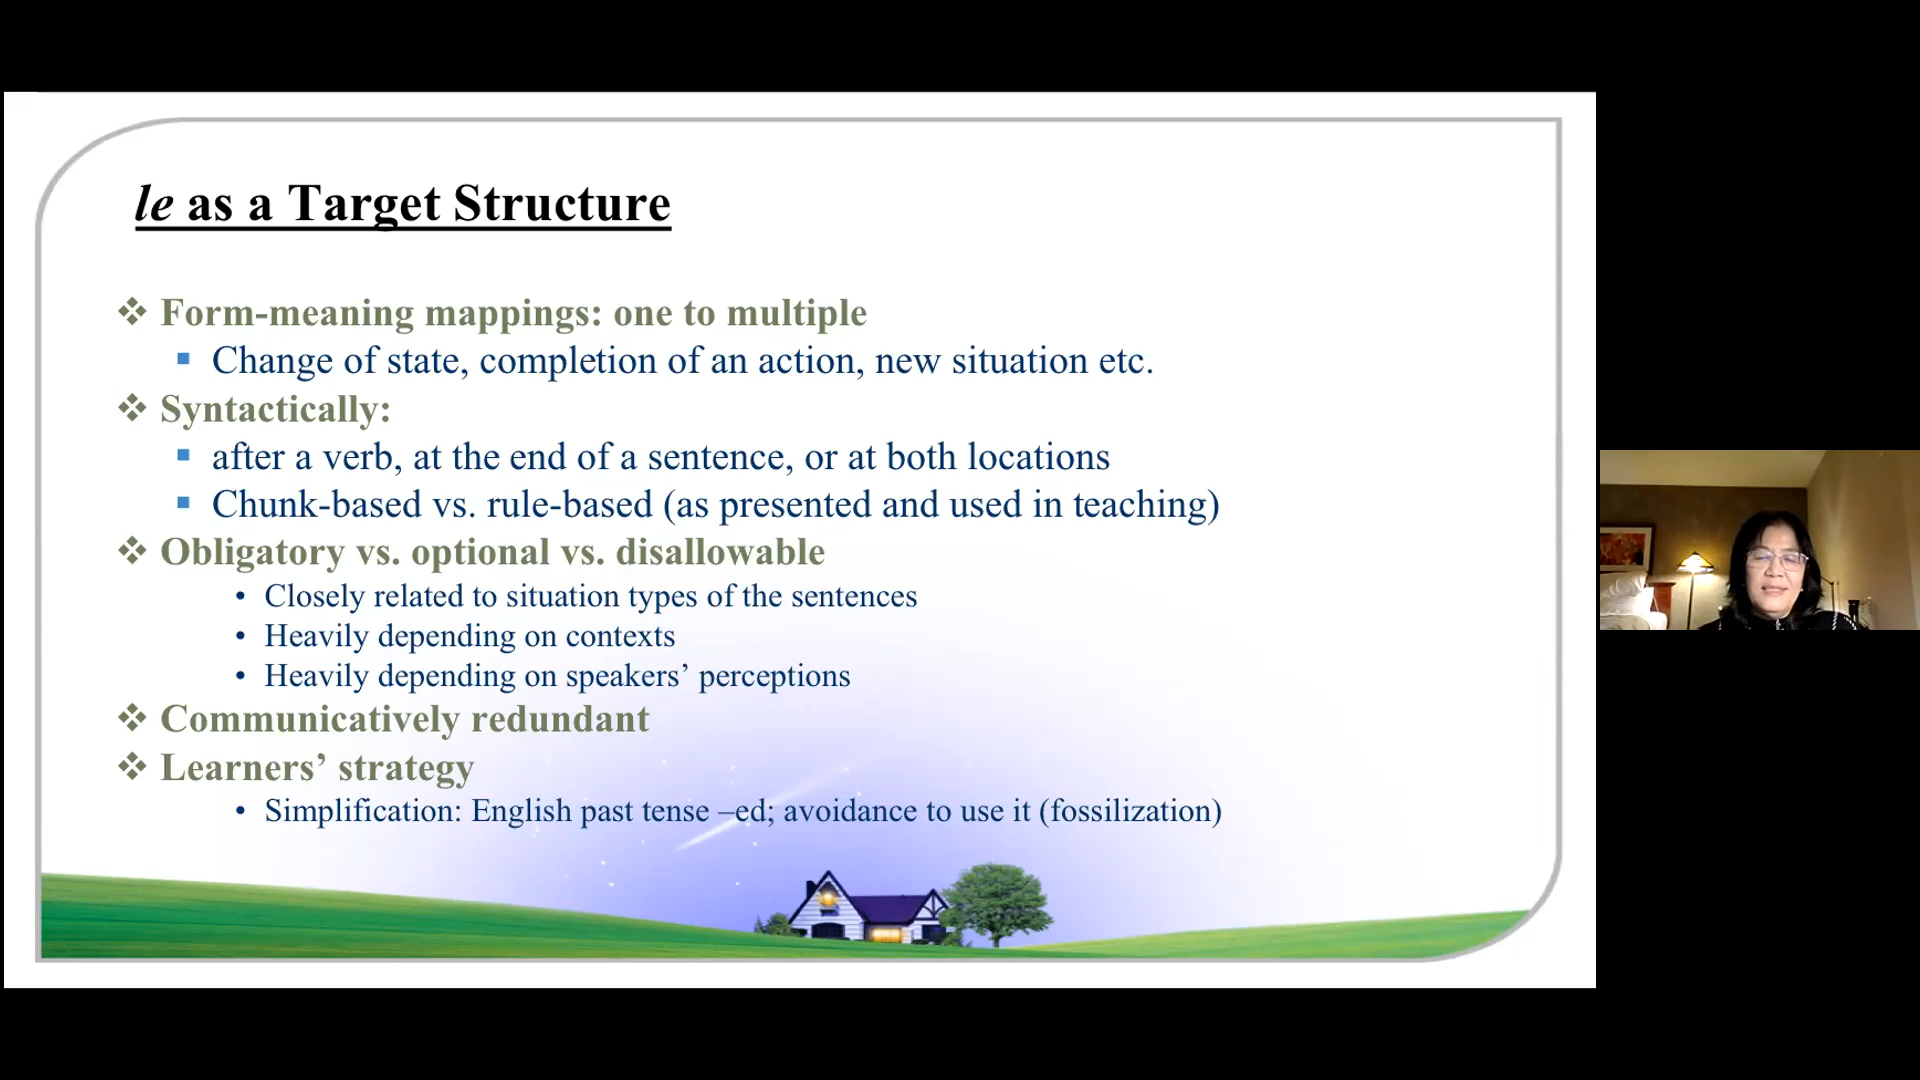 le as a Target Structure
❖ Form-meaning mappings: one to multiple
▪ Change of state, completion of an action, new situation etc.
❖ Syntactically:
▪ after a verb, at the end of a sentence, or at both locations
▪ Chunk-based vs. rule-based (as presented and used in teaching)
❖ Obligatory vs. optional vs. disallowable
• Closely related to situation types of the sentences
• Heavily depending on contexts
• Heavily depending on speakers’ perceptions
❖ Communicatively redundant
❖ Learners’ strategy
• Simplification: English past tense –ed; avoidance to use it (fossilization)